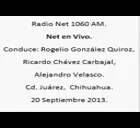 Radio Net 1060 AM.
Net en Vivo.
Conduce: Rogelio González Quiroz,
Ricardo Chávez Carbajal,
Alejandro Velasco.
Cd. Juárez,  Chihuahua.
20 Septiembre 2013.